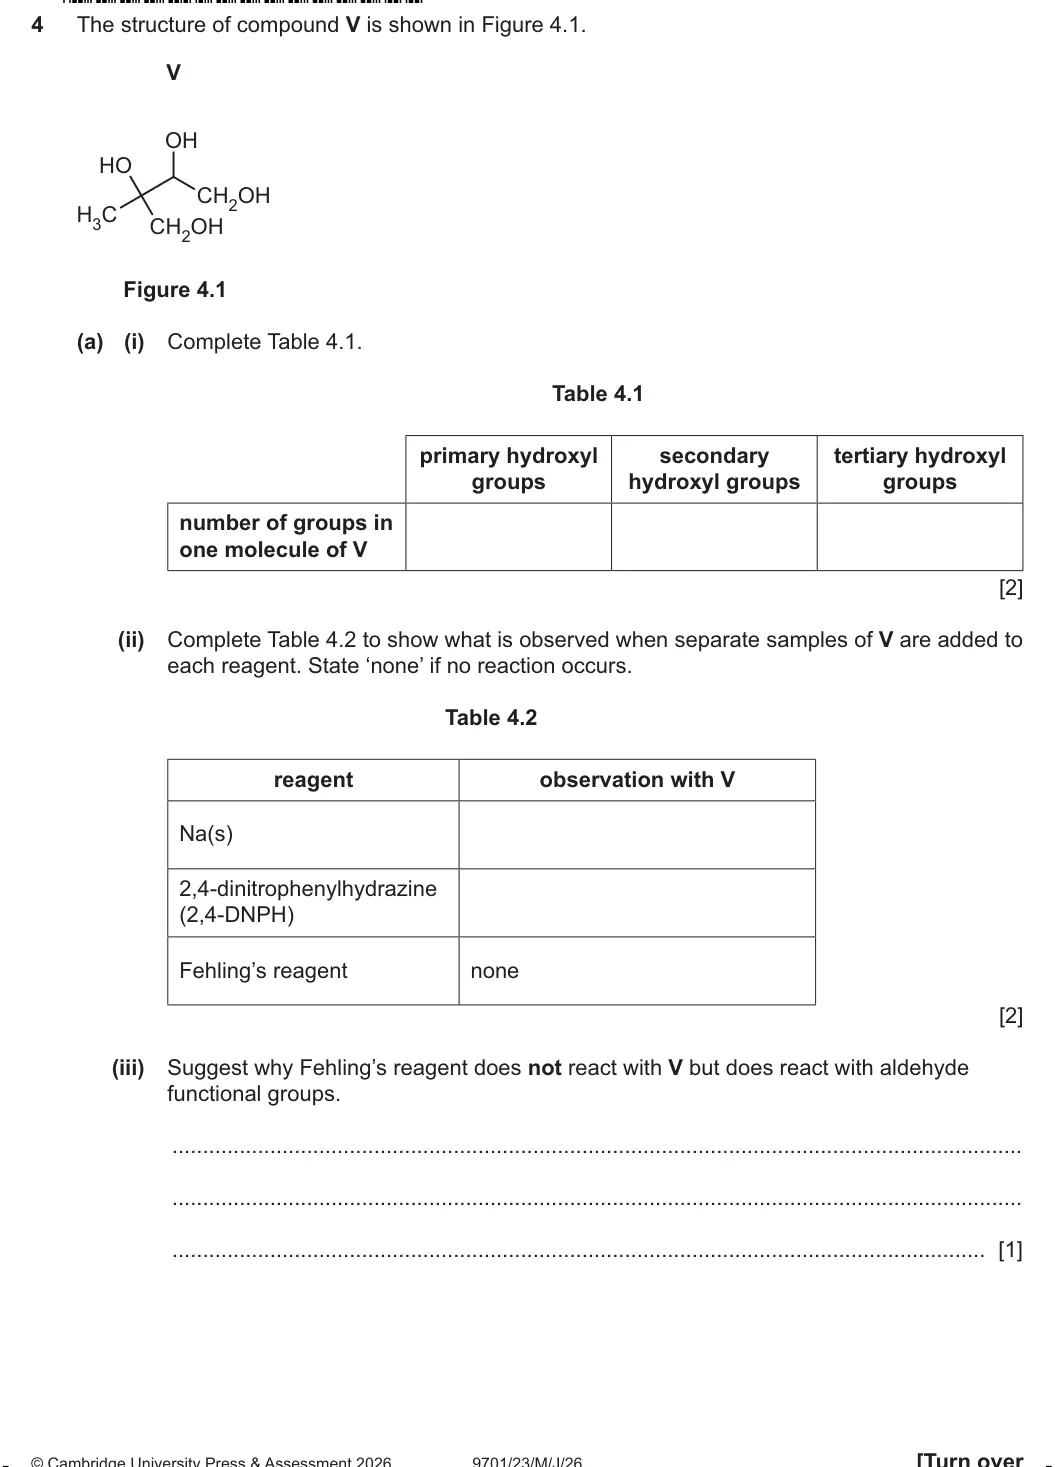 4 The structure of compound V is shown in Figure 4.1.
V
OH
HO
CH2OH
H3C
CH2OH
Figure 4.1
(a) (i) Complete Table 4.1.
Table 4.1
primary hydroxyl groups
secondary hydroxyl groups
tertiary hydroxyl groups
number of groups in one molecule of V
[2]
(ii) Complete Table 4.2 to show what is observed when separate samples of V are added to
each reagent. State ‘none’ if no reaction occurs.
Table 4.2
reagent observation with V
Na(s)
2,4-dinitrophenylhydrazine
(2,4-DNPH)
Fehling’s reagent none
[2]
(iii) Suggest why Fehling’s reagent does not react with V but does react with aldehyde
functional groups.
[1]
© Cambridge University Press & Assessment 2026 9701/23/M/J/26 [Turn over